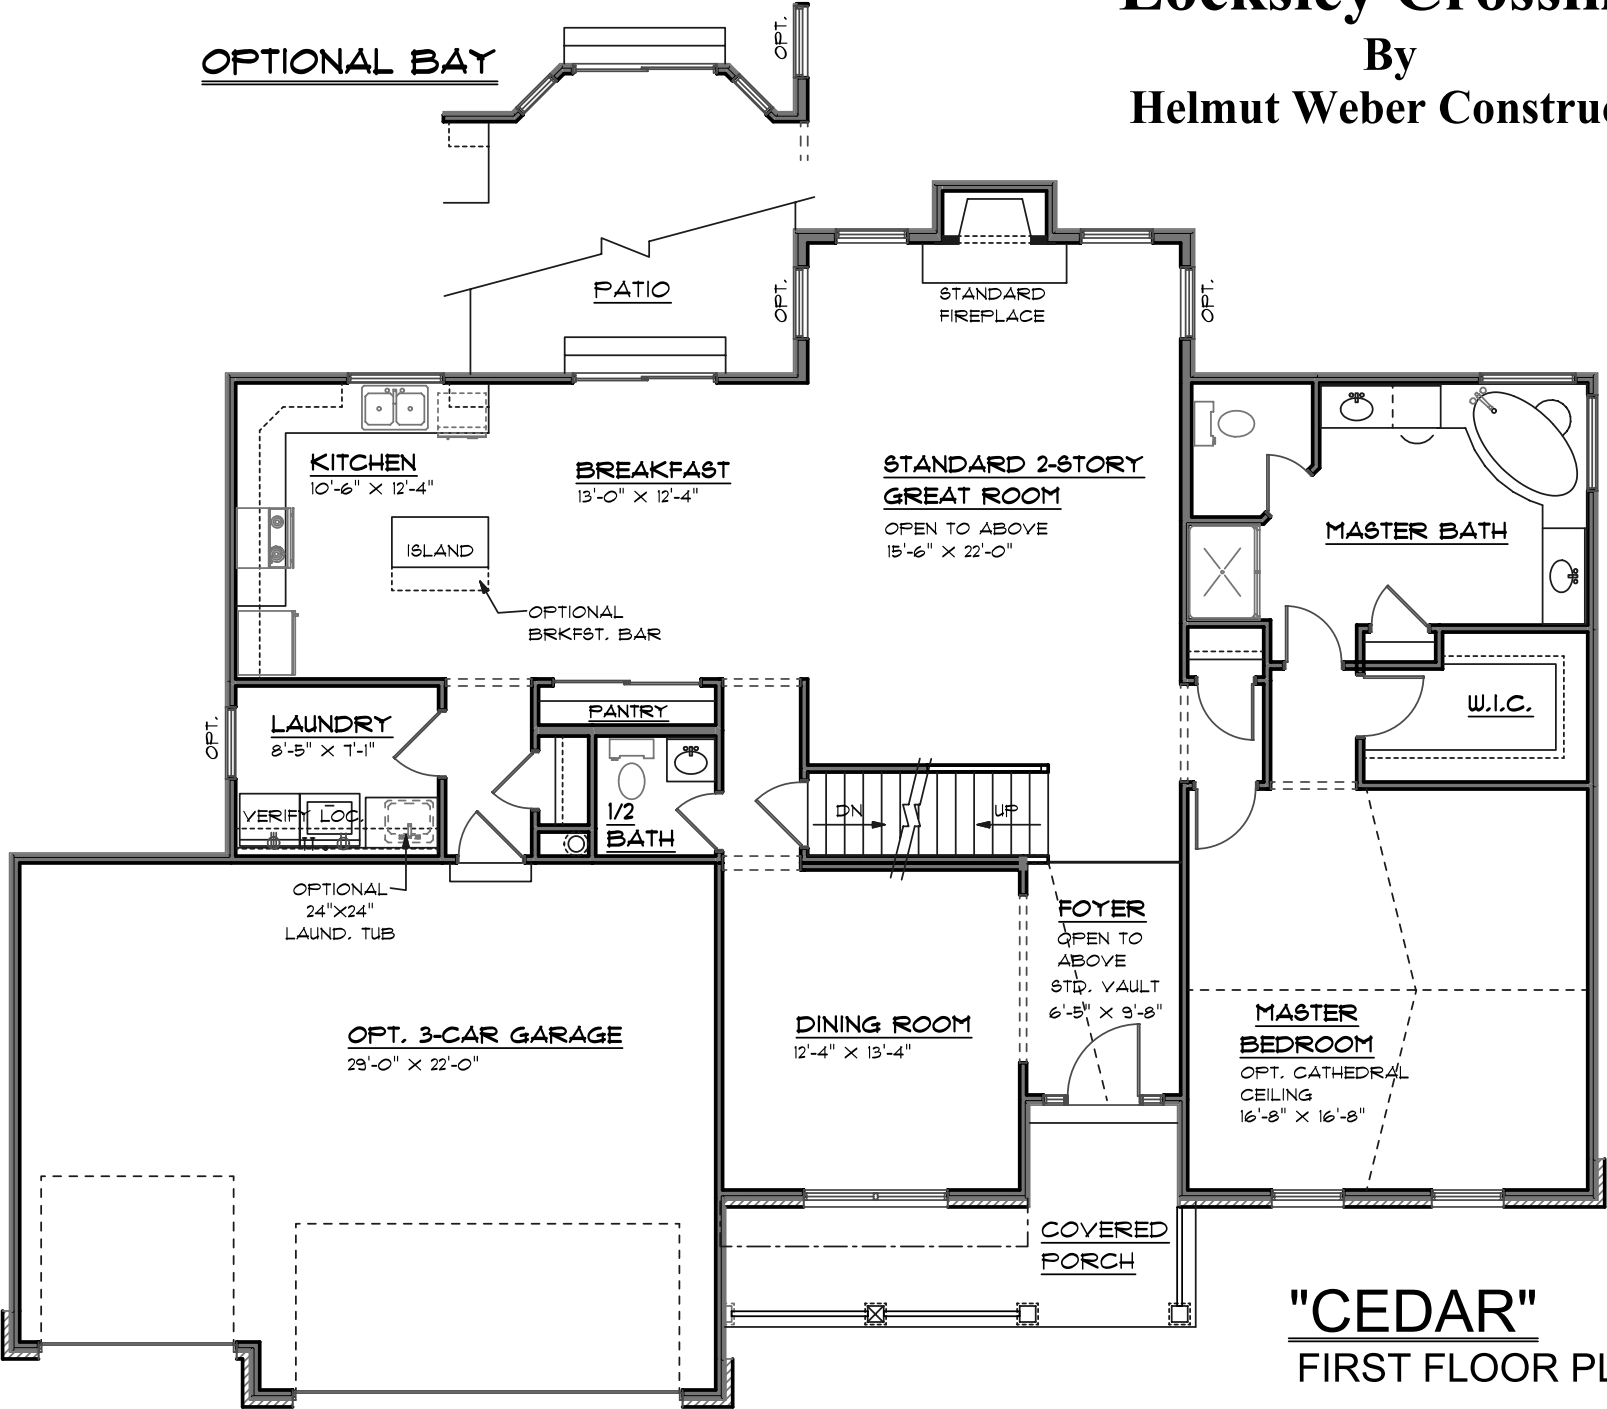 By
Helmut Weber
OPTIONAL BAY
OPT.
PATIO
OPT.
STANDARD
FIREPLACE
OPT.
KITCHEN
10'-6" X 12'-4"
BREAKFAST
13'-0" X 12'-4"
STANDARD 2-STORY
GREAT ROOM
OPEN TO ABOVE
15'-6" X 22'-0"
MASTER BATH
ISLAND
OPTIONAL
BRKFST. BAR
W.I.C.
PANTRY
LAUNDRY
8'-5" X 7'-1"
OPT.
VERIFY LOC.
1/2
BATH
DN
UP
OPTIONAL
24"X24"
LAUND. TUB
FOYER
OPEN TO
ABOVE
STD. VAULT
6'-5" X 9'-8"
OPT. 3-CAR GARAGE
29'-0" X 22'-0"
DINING ROOM
12'-4" X 13'-4"
MASTER
BEDROOM
OPT. CATHEDRAL
CEILING
16'-8" X 16'-8"
COVERED
PORCH
"CEDAR"
FIRST FLOOR